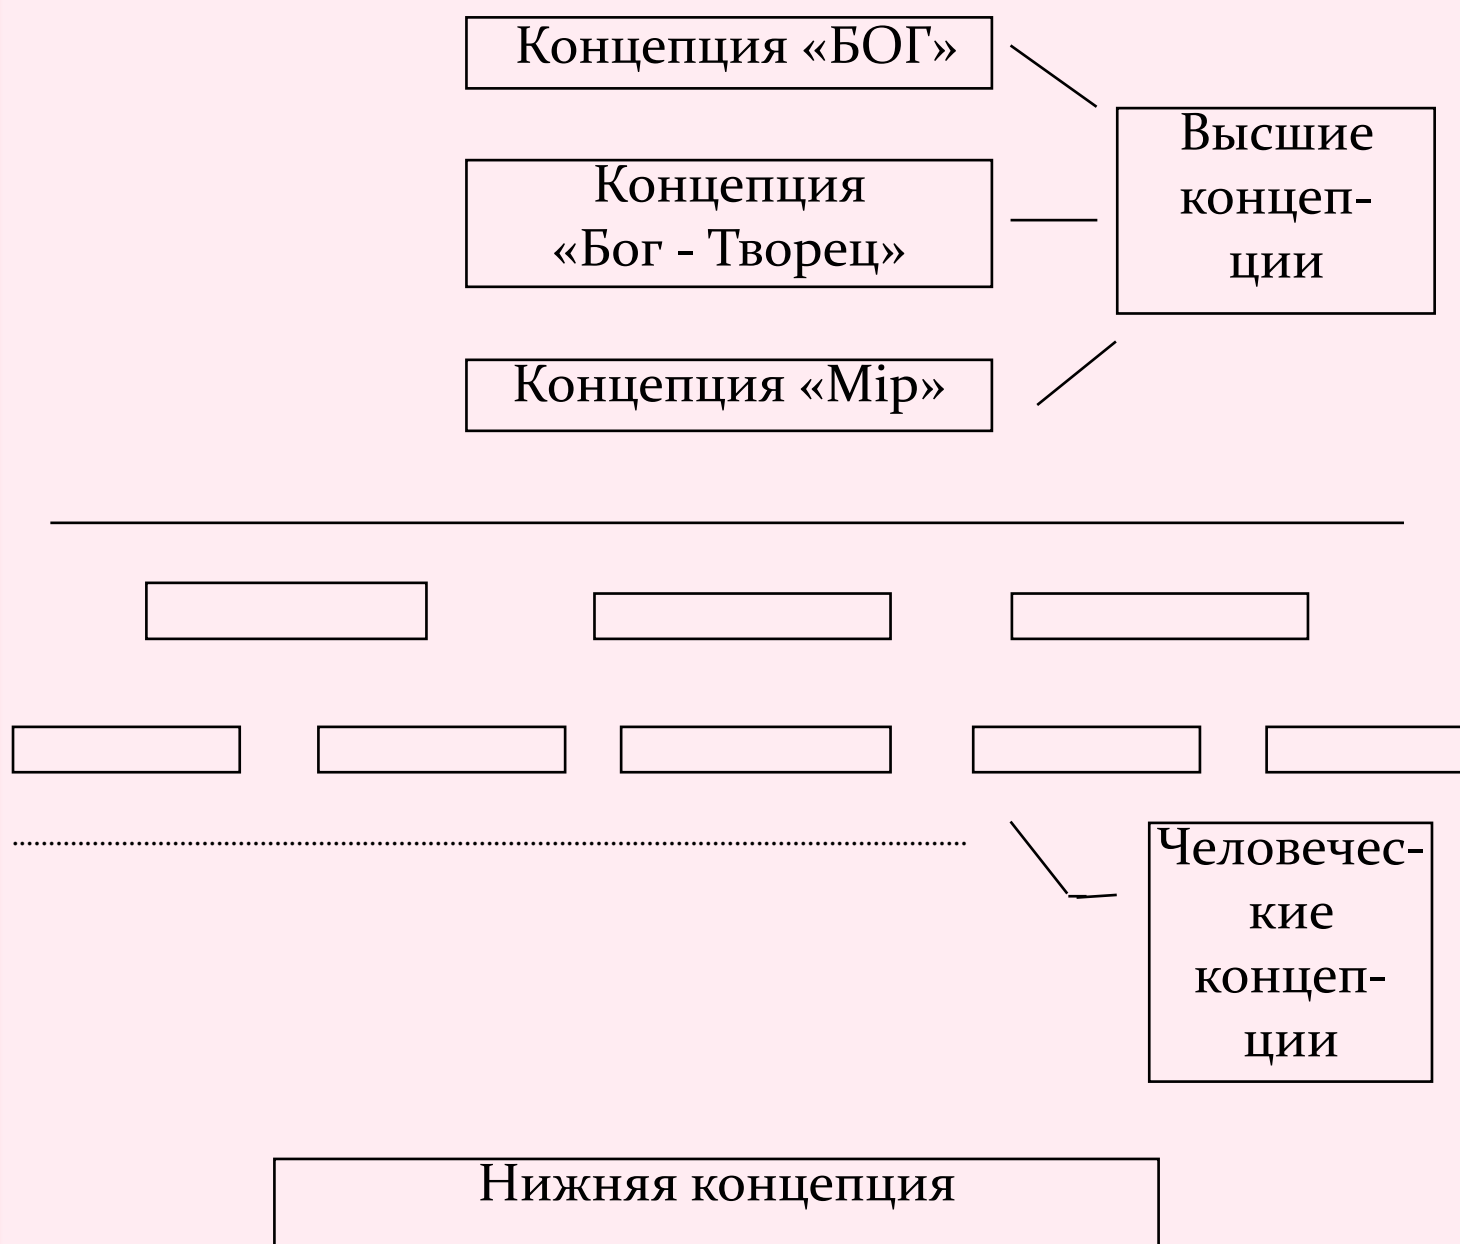 Концепция «БОГ»
Концепция
«Бог - Творец»
Концепция «Мiр»
Высшие
концеп-
ции
Человечес-
кие
концеп-
ции
Нижняя концепция